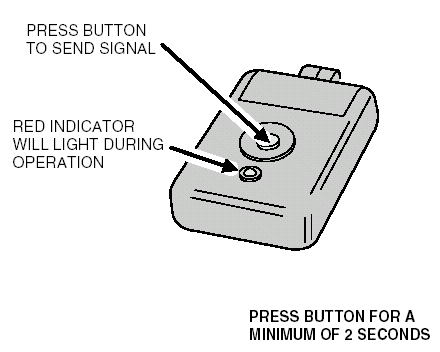 PRESS BUTTON
TO SEND SIGNAL
RED INDICATOR
WILL LIGHT DURING
OPERATION
PRESS BUTTON FOR A
MINIMUM OF 2 SECONDS